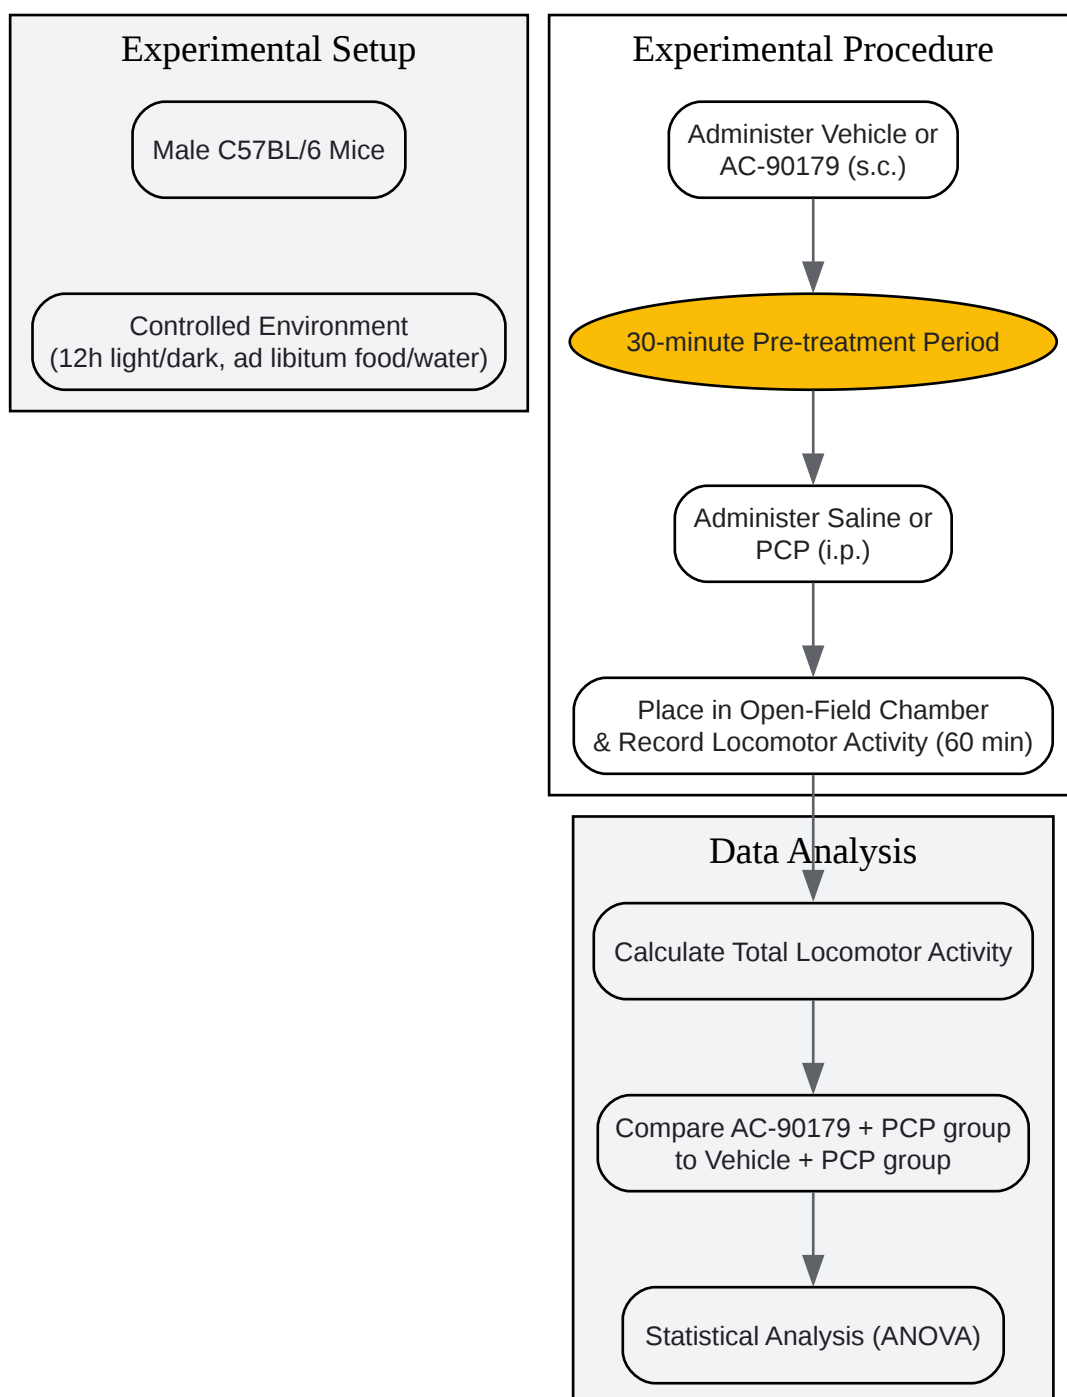 Experimental Setup
Male C57BL/6 Mice
Controlled Environment
(12h light/dark, ad libitum food/water)
Experimental Procedure
Administer Vehicle or
AC-90179 (s.c.)
30-minute Pre-treatment Period
Administer Saline or
PCP (i.p.)
Place in Open-Field Chamber
& Record Locomotor Activity (60 min)
Data Analysis
Calculate Total Locomotor Activity
Compare AC-90179 + PCP group
to Vehicle + PCP group
Statistical Analysis (ANOVA)